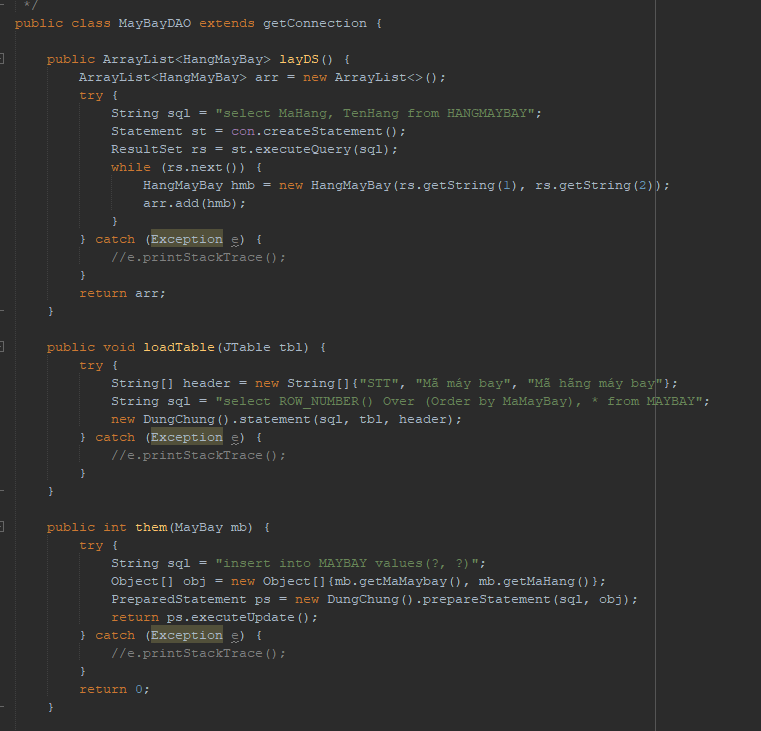 */
public class MayBayDAO extends getConnection {
public ArrayList<HangMayBay> layDS() {
ArrayList<HangMayBay> arr = new ArrayList<>();
try {
String sql = "select MaHang, TenHang from HANGMAYBAY";
Statement st = con.createStatement();
ResultSet rs = st.executeQuery(sql);
while (rs.next()) {
HangMayBay hmb = new HangMayBay(rs.getString(1), rs.getString(2));
arr.add(hmb);
}
} catch (Exception e) {
//e.printStackTrace();
}
return arr;
}
public void loadTable(JTable tbl) {
try {
String[] header = new String[]{"STT", "Mã máy bay", "Mã hãng máy bay"};
String sql = "select ROW_NUMBER() Over (Order by MaMayBay), * from MAYBAY";
new DungChung().statement(sql, tbl, header);
} catch (Exception e) {
//e.printStackTrace();
}
}
public int them(MayBay mb) {
try {
String sql = "insert into MAYBAY values(?, ?)";
Object[] obj = new Object[]{mb.getMaMaybay(), mb.getMaHang()};
PreparedStatement ps = new DungChung().prepareStatement(sql, obj);
return ps.executeUpdate();
} catch (Exception e) {
//e.printStackTrace();
}
return 0;
}